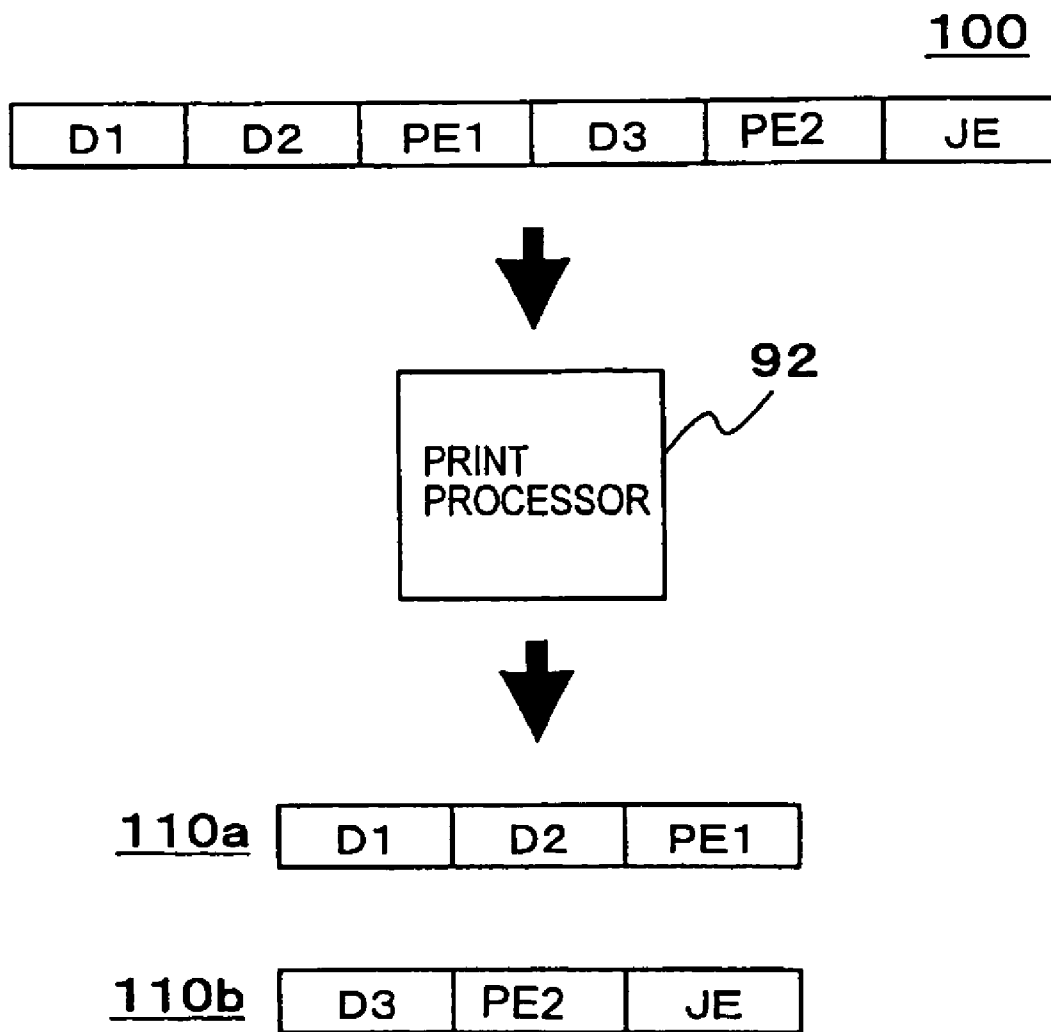 100
D1 D2 PE1 D3 PE2 JE
92
PRINT
PROCESSOR
110a D1 D2 PE1
110b D3 PE2 JE